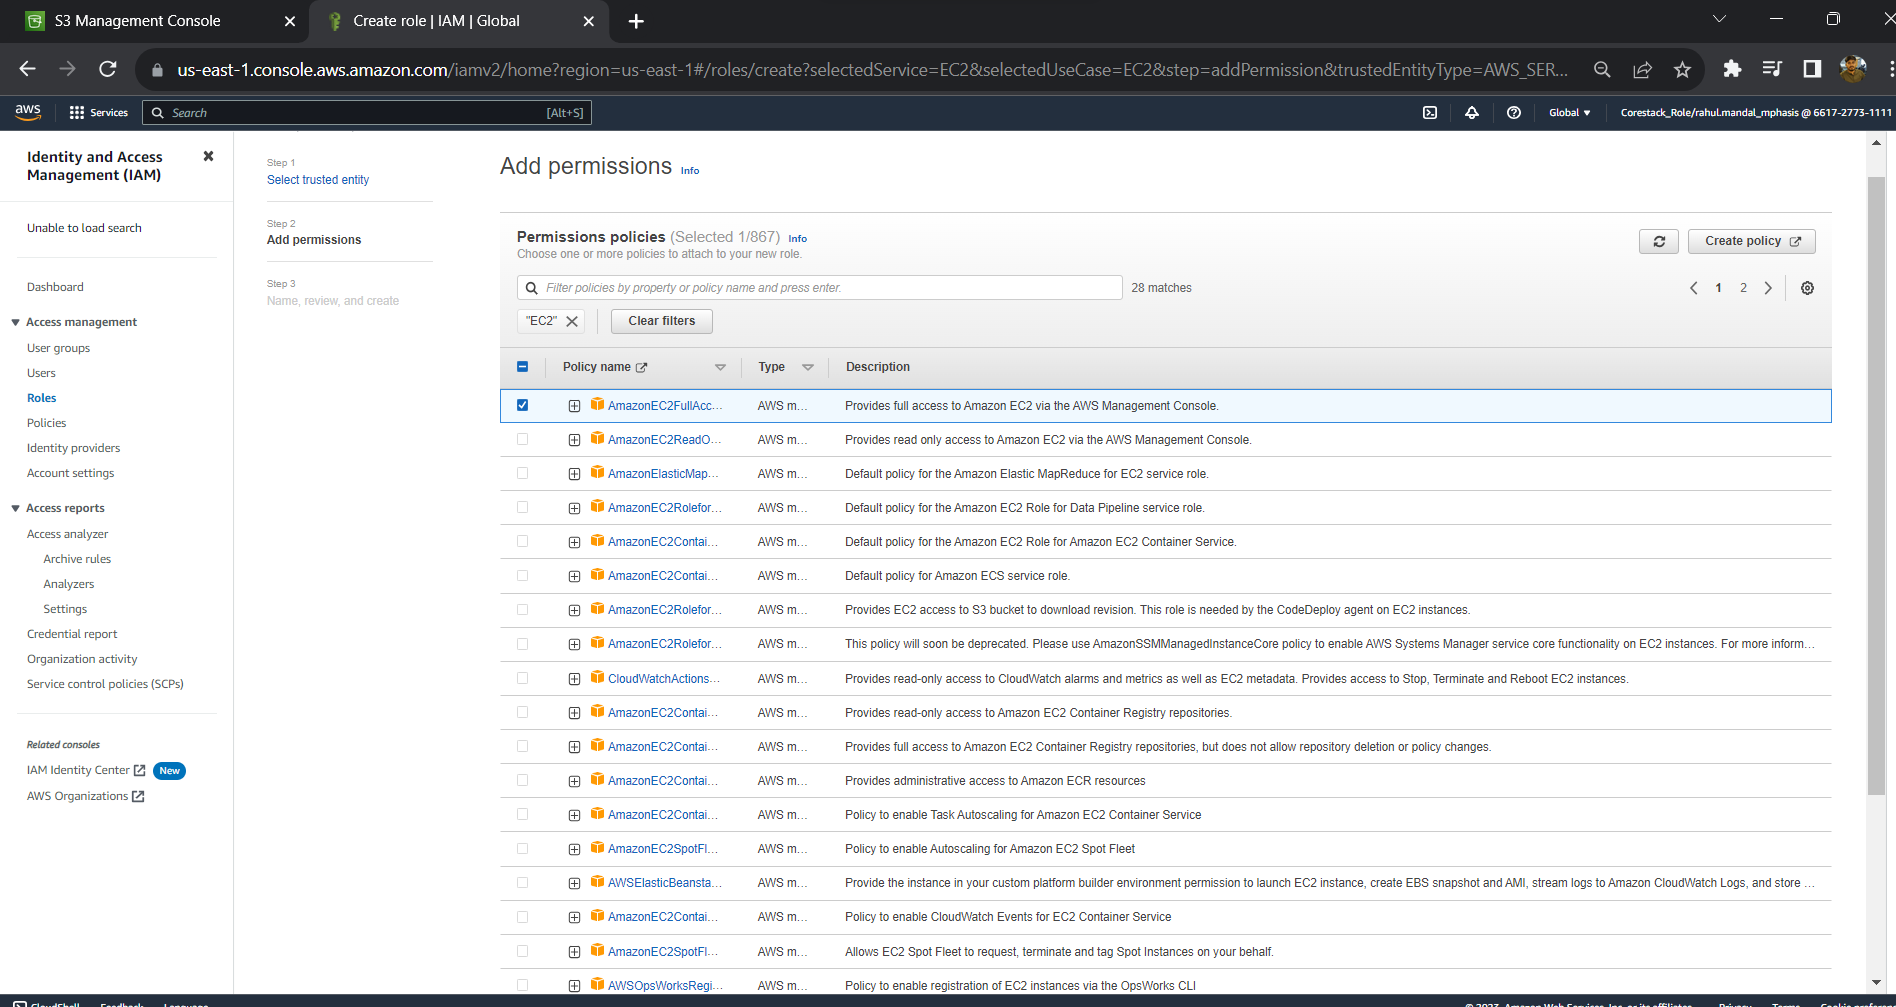 S3 Management Console
Create role | IAM | Global
us-east-1.console.aws.amazon.com/iamv2/home?region=us-east-1#/roles/create?selectedService=EC2&selectedUseCase=EC2&step=addPermission&trustedEntityType=AWS_SER...
aws
Services
Search
[Alt+S]
Global
Corestack_Role/rahul.mandal_mphasis @ 6617-2773-1111
Identity and Access
Management (IAM)
Unable to load search
Dashboard
Access management
User groups
Users
Roles
Policies
Identity providers
Account settings
Access reports
Access analyzer
Archive rules
Analyzers
Settings
Credential report
Organization activity
Service control policies (SCPs)
Related consoles
IAM Identity Center New
AWS Organizations
Step 1
Select trusted entity
Step 2
Add permissions
Step 3
Name, review, and create
Add permissions Info
Permissions policies (Selected 1/867) Info
Choose one or more policies to attach to your new role.
Create policy
Filter policies by property or policy name and press enter.
28 matches
1 2
"EC2"
Clear filters
Policy name Type Description
AmazonEC2FullAcc... AWS m... Provides full access to Amazon EC2 via the AWS Management Console.
AmazonEC2ReadO... AWS m... Provides read only access to Amazon EC2 via the AWS Management Console.
AmazonElasticMap... AWS m... Default policy for the Amazon Elastic MapReduce for EC2 service role.
AmazonEC2Rolefor... AWS m... Default policy for the Amazon EC2 Role for Data Pipeline service role.
AmazonEC2Contai... AWS m... Default policy for the Amazon EC2 Role for Amazon EC2 Container Service.
AmazonEC2Contai... AWS m... Default policy for Amazon ECS service role.
AmazonEC2Rolefor... AWS m... Provides EC2 access to S3 bucket to download revision. This role is needed by the CodeDeploy agent on EC2 instances.
AmazonEC2Rolefor... AWS m... This policy will soon be deprecated. Please use AmazonSSMManagedInstanceCore policy to enable AWS Systems Manager service core functionality on EC2 instances. For more inform...
CloudWatchActions... AWS m... Provides read-only access to CloudWatch alarms and metrics as well as EC2 metadata. Provides access to Stop, Terminate and Reboot EC2 instances.
AmazonEC2Contai... AWS m... Provides read-only access to Amazon EC2 Container Registry repositories.
AmazonEC2Contai... AWS m... Provides full access to Amazon EC2 Container Registry repositories, but does not allow repository deletion or policy changes.
AmazonEC2Contai... AWS m... Provides administrative access to Amazon ECR resources
AmazonEC2Contai... AWS m... Policy to enable Task Autoscaling for Amazon EC2 Container Service
AmazonEC2SpotFl... AWS m... Policy to enable Autoscaling for Amazon EC2 Spot Fleet
AWSElasticBeansta... AWS m... Provide the instance in your custom platform builder environment permission to launch EC2 instance, create EBS snapshot and AMI, stream logs to Amazon CloudWatch Logs, and store ...
AmazonEC2Contai... AWS m... Policy to enable CloudWatch Events for EC2 Container Service
AmazonEC2SpotFl... AWS m... Allows EC2 Spot Fleet to request, terminate and tag Spot Instances on your behalf.
AWSOpsWorksRegi... AWS m... Policy to enable registration of EC2 instances via the OpsWorks CLI
CloudShell Feedback Language
© 2023, Amazon Web Services, Inc. or its affiliates. Privacy Terms Cookie